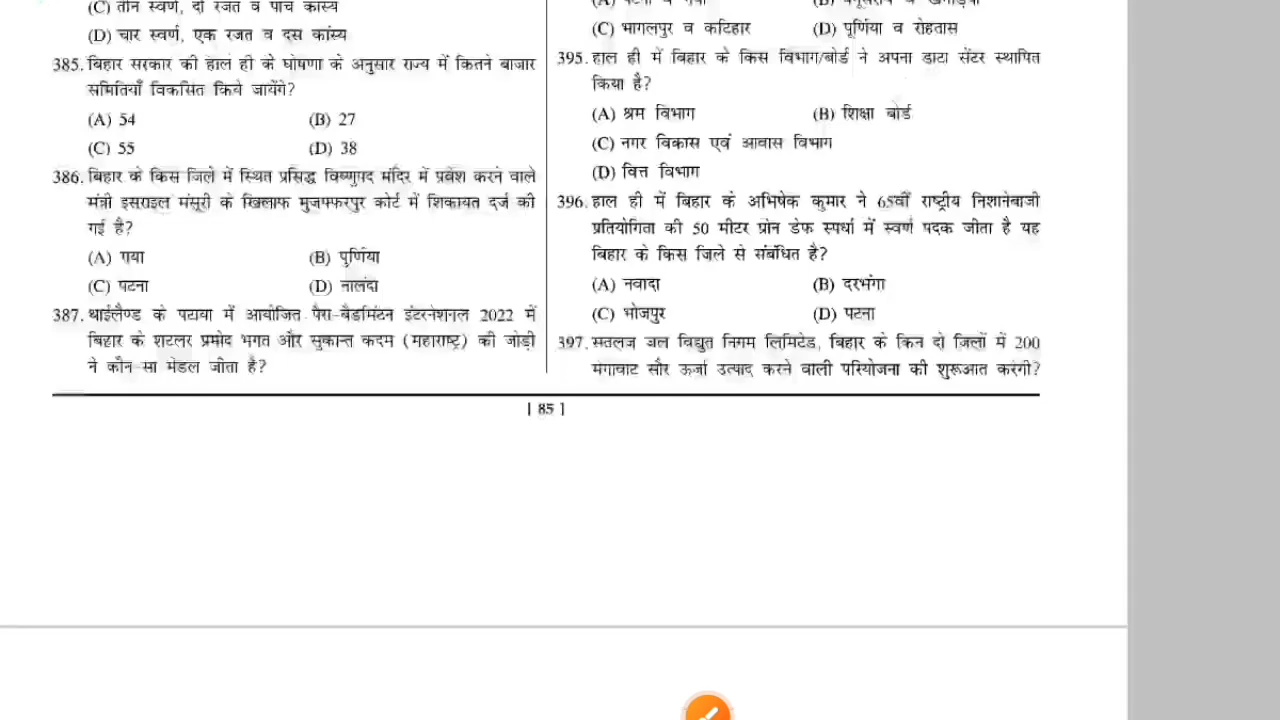 (C) तीन स्वर्ण, दो रजत व पांच कांस्य
(D) चार स्वर्ण, एक रजत व दस कांस्य
385. बिहार सरकार की हाल ही के घोषणा के अनुसार राज्य में कितने बाजार
समितियाँ विकसित किये जायेंगे?
(A) 54 (B) 27
(C) 55 (D) 38
386. बिहार के किस जिले में स्थित प्रसिद्ध विष्णुपद मंदिर में प्रवेश करने वाले
मंत्री इसराइल मंसूरी के खिलाफ मुजफ्फरपुर कोर्ट में शिकायत दर्ज की
गई है?
(A) गया (B) पुर्णिया
(C) पटना (D) नालंदा
387. थाईलैण्ड के पटाया में आयोजित पैरा-बैडमिंटन इंटरनेशनल 2022 में
बिहार के शटलर प्रमोद भगत और सुकान्त कदम (महाराष्ट्र) की जोड़ी
ने कौन सा मेडल जीता है?
(C) भागलपुर व कटिहार (D) पूर्णिया व रोहतास
395. हाल ही में बिहार के किस विभाग/बोर्ड ने अपना डाटा सेंटर स्थापित
किया है?
(A) श्रम विभाग (B) शिक्षा बोर्ड
(C) नगर विकास एवं आवास विभाग
(D) वित्त विभाग
396. हाल ही में बिहार के अभिषेक कुमार ने 65वीं राष्ट्रीय निशानेबाजी
प्रतियोगिता की 50 मीटर प्रोन डेफ स्पर्धा में स्वर्ण पदक जीता है यह
बिहार के किस जिले से संबंधित है?
(A) नवादा (B) दरभंगा
(C) भोजपुर (D) पटना
397. सतलज जल विद्युत निगम लिमिटेड, बिहार के किन दो जिलों में 200
मेगावाट सौर ऊर्जा उत्पाद करने वाली परियोजना की शुरूआत करेगी?
[ 85 ]